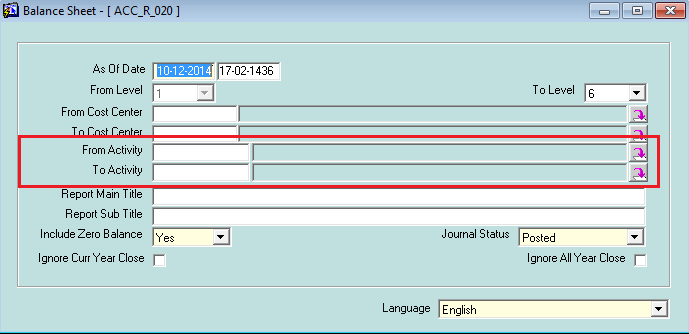 Balance Sheet - [ ACC_R_020 ]
As Of Date 10-12-2014 17-02-1436
From Level 1 To Level 6
From Cost Center
To Cost Center
From Activity
To Activity
Report Main Title
Report Sub Title
Include Zero Balance Yes Journal Status Posted
Ignore Curr Year Close Ignore All Year Close
Language English